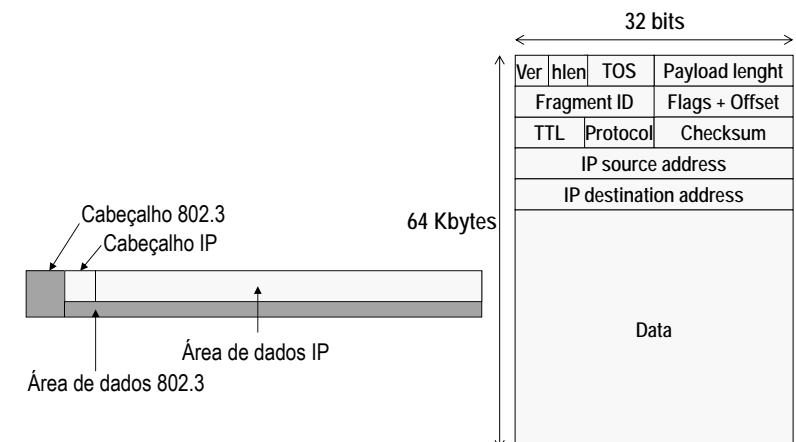 32 bits
Ver hlen TOS Payload lenght
Fragment ID Flags + Offset
TTL Protocol Checksum
IP source address
IP destination address
64 Kbytes
Data
Cabeçalho 802.3
Cabeçalho IP
Área de dados IP
Área de dados 802.3